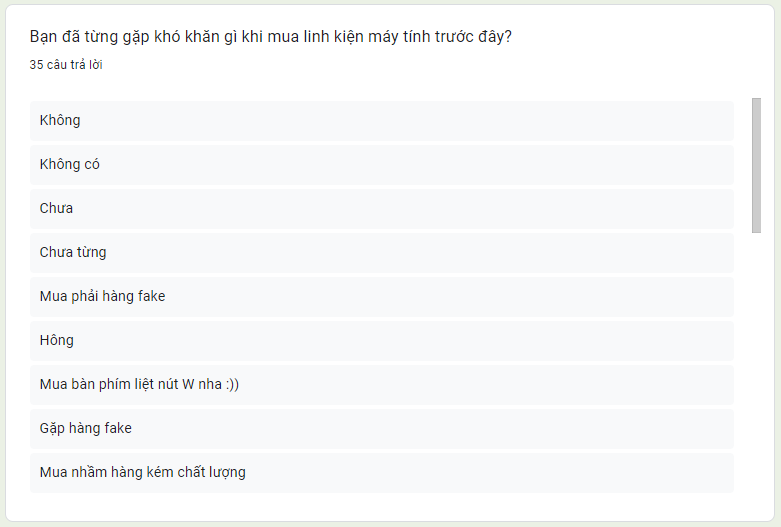 Bạn đã từng gặp khó khăn gì khi mua linh kiện máy tính trước đây?
35 câu trả lời
Không
Không có
Chưa
Chưa từng
Mua phải hàng fake
Hông
Mua bàn phím liệt nút W nha :))
Gặp hàng fake
Mua nhầm hàng kém chất lượng